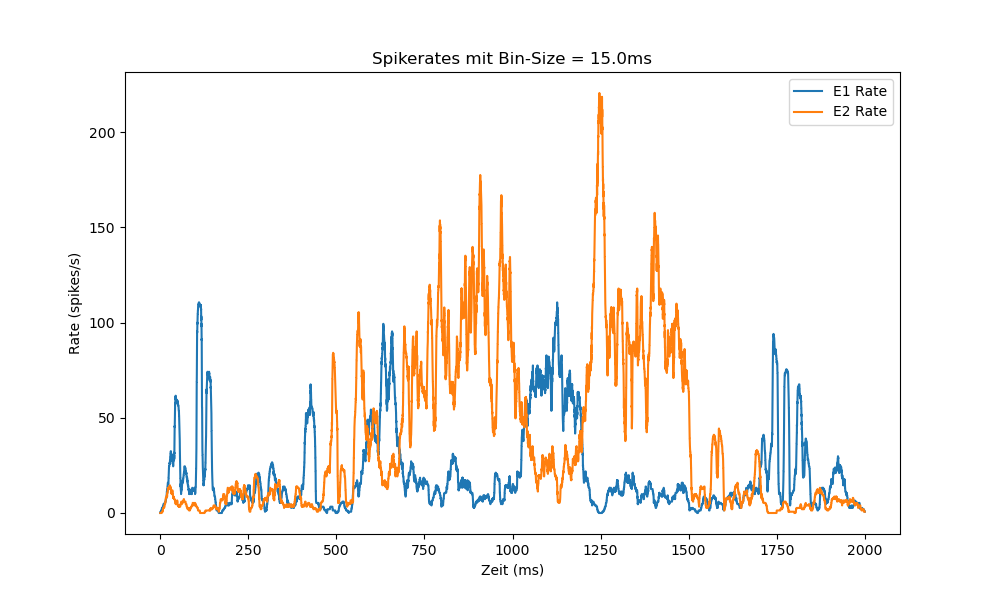 Spikerates mit Bin-Size = 15.0ms
E1 Rate
E2 Rate
Rate (spikes/s)
200
150
100
50
0
0 250 500 750 1000 1250 1500 1750 2000
Zeit (ms)